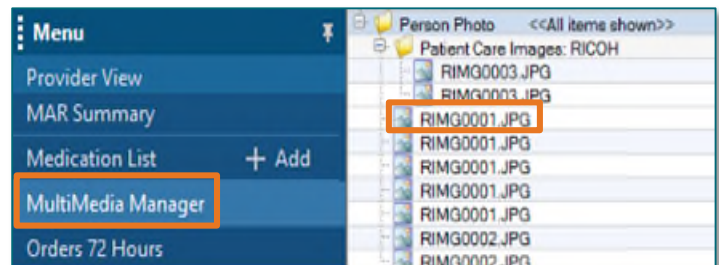 Menu
Provider View
MAR Summary
Medication List + Add
MultiMedia Manager
Orders 72 Hours
Person Photo <<All items shown>>
Patient Care Images: RICOH
RIMG0003.JPG
RIMG0003.JPG
RIMG0001.JPG
RIMG0001.JPG
RIMG0001.JPG
RIMG0001.JPG
RIMG0001.JPG
RIMG0002.JPG
RIMG0002.JPG